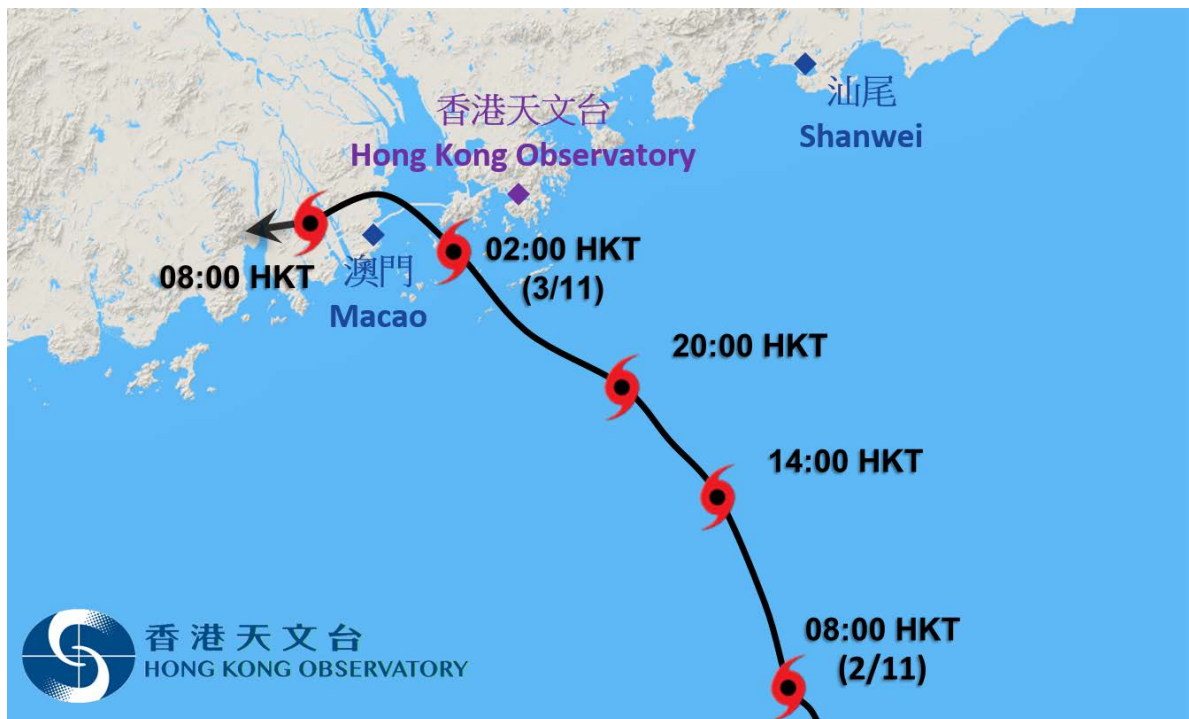 汕尾
Shanwei
香港天文台
Hong Kong Observatory
02:00 HKT
(3/11)
08:00 HKT
澳門
Macao
20:00 HKT
14:00 HKT
08:00 HKT
(2/11)
香港天文台
HONG KONG OBSERVATORY